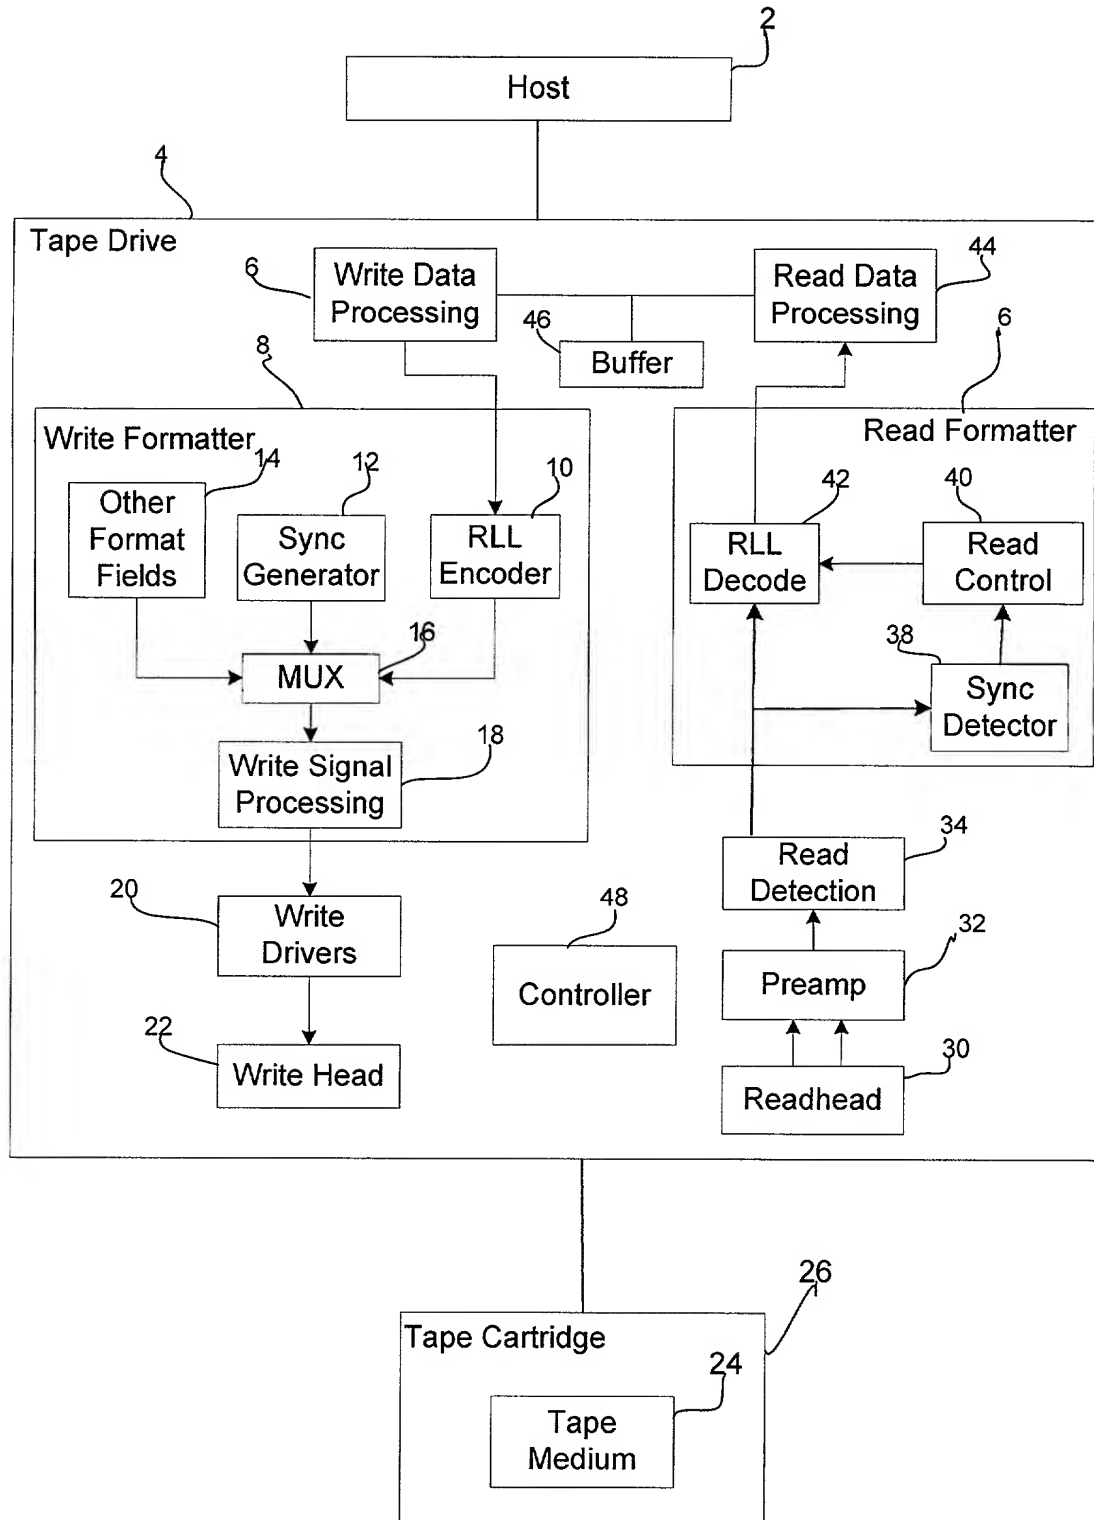 2
Host
4
Tape Drive
6
Write Data
Processing
Read Data
Processing
44
46
Buffer
6
8
Write Formatter
Read Formatter
14
12
10
42
40
Other
Format
Fields
Sync
Generator
RLL
Encoder
RLL
Decode
Read
Control
16
MUX
38
Sync
Detector
18
Write Signal
Processing
34
Read
Detection
20
Write
Drivers
48
Controller
32
Preamp
22
Write Head
30
Readhead
26
Tape Cartridge
24
Tape
Medium